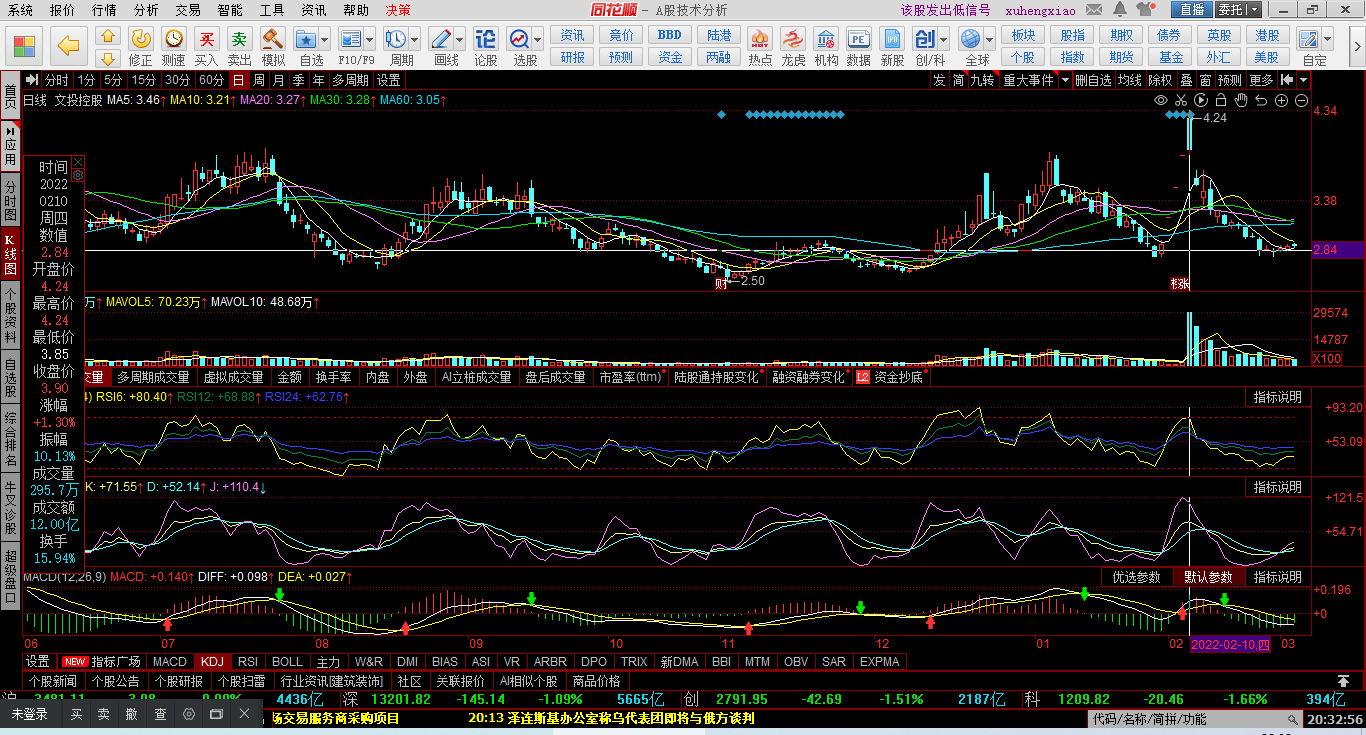 系统 报价 行情 分析 交易 智能 工具 资讯 帮助 决策 同花顺 - A股技术分析 该股发出低信号 xuhengxiao 直播 委托
资讯 竞价 BBD 陆港 板块 股指 期权 债券 英股 港股
修正 测速 买入 卖出 模拟 自选 F10/F9 周期 画线 论股 选股 研报 预测 资金 两融 热点 龙虎 机构 数据 新股 创/科 全球 个股 指数 期货 基金 外汇 美股 自定
分时 1分 5分 15分 30分 60分 日 周 月 季 年 多周期 设置 发 简 九转 重大事件 删自选 均线 除权 叠 窗 预测 更多
日线 文投控股 MA5: 3.46↑ MA10: 3.21↑ MA20: 3.27↑ MA30: 3.28↑ MA60: 3.05↑
首页
应用
分时图
K线图
个股资料
自选股
综合排名
牛叉诊股
超级盘口
时间
2022
0210
周四
数值
2.84
开盘价
4.24
最高价
4.24
最低价
3.85
收盘价
3.90
涨幅
+1.30%
振幅
10.13%
成交量
295.7万
成交额
12.00亿
换手
15.94%
4.34
4.24
3.38
2.84
财 2.50
万↑ MAVOL5: 70.23万↑ MAVOL10: 48.68万↑
29574
14787
X100
交量 多周期成交量 虚拟成交量 金额 换手率 内盘 外盘 AI立桩成交量 盘后成交量 市盈率(ttm) 陆股通持股变化 融资融券变化 L2 资金抄底
4) RSI6: +80.40↑ RSI12: +68.88↑ RSI24: +62.76↑ 指标说明
+93.20
+53.09
K: +71.55↑ D: +52.14↑ J: +110.4↓ 指标说明
+121.5
+54.71
MACD(12,26,9) MACD: +0.140↑ DIFF: +0.098↑ DEA: +0.027↑ 优选参数 默认参数 指标说明
+0.196
+0
06 07 08 09 10 11 12 01 02 2022-02-10,四 03
设置 NEW 指标广场 MACD KDJ RSI BOLL 主力 W&R DMI BIAS ASI VR ARBR DPO TRIX 新DMA BBI MTM OBV SAR EXPMA
个股新闻 个股公告 个股研报 个股扫雷 行业资讯[建筑装饰] 社区 关联报价 AI相似个股 商品价格
沪 3481.11 4436亿 深 13201.82 -145.14 -1.09% 5665亿 创 2791.95 -42.69 -1.51% 2187亿 科 1209.82 -20.46 -1.66% 394亿
未登录 买 卖 撤 查 场交易服务商采购项目 20:13 泽连斯基办公室称乌代表团即将与俄方谈判 代码/名称/简拼/功能 20:32:56